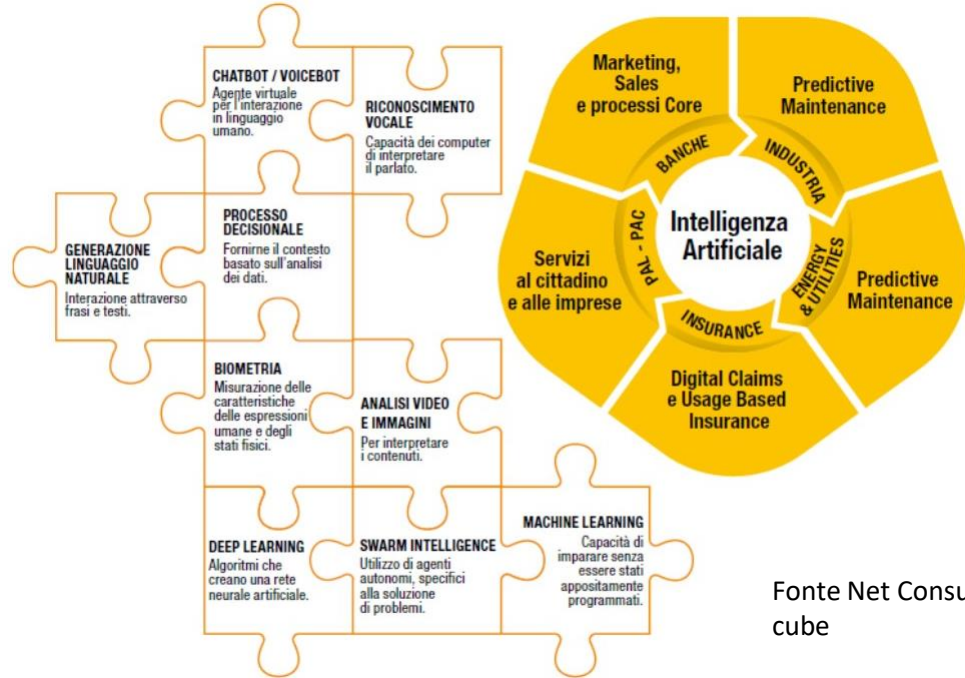 CHATBOT / VOICEBOT
Agente virtuale
per l'interazione
in linguaggio
umano.
RICONOSCIMENTO
VOCALE
Capacità dei computer
di interpretare
il parlato.
GENERAZIONE
LINGUAGGIO
NATURALE
Interazione attraverso
frasi e testi.
PROCESSO
DECISIONALE
Fornirne il contesto
basato sull'analisi
dei dati.
BIOMETRIA
Misurazione delle
caratteristiche
delle espressioni
umane e degli
stati fisici.
ANALISI VIDEO
E IMMAGINI
Per interpretare
i contenuti.
DEEP LEARNING
Algoritmi che
creano una rete
neurale artificiale.
SWARM INTELLIGENCE
Utilizzo di agenti
autonomi, specifici
alla soluzione
di problemi.
MACHINE LEARNING
Capacità di
imparare senza
essere stati
appositamente
programmati.
Marketing,
Sales
e processi Core
Predictive
Maintenance
BANCHE
INDUSTRIA
Intelligenza
Artificiale
PAL - PAC
ENERGY
& UTILITIES
INSURANCE
Servizi
al cittadino
e alle imprese
Predictive
Maintenance
Digital Claims
e Usage Based
Insurance
Fonte Net Consu
cube